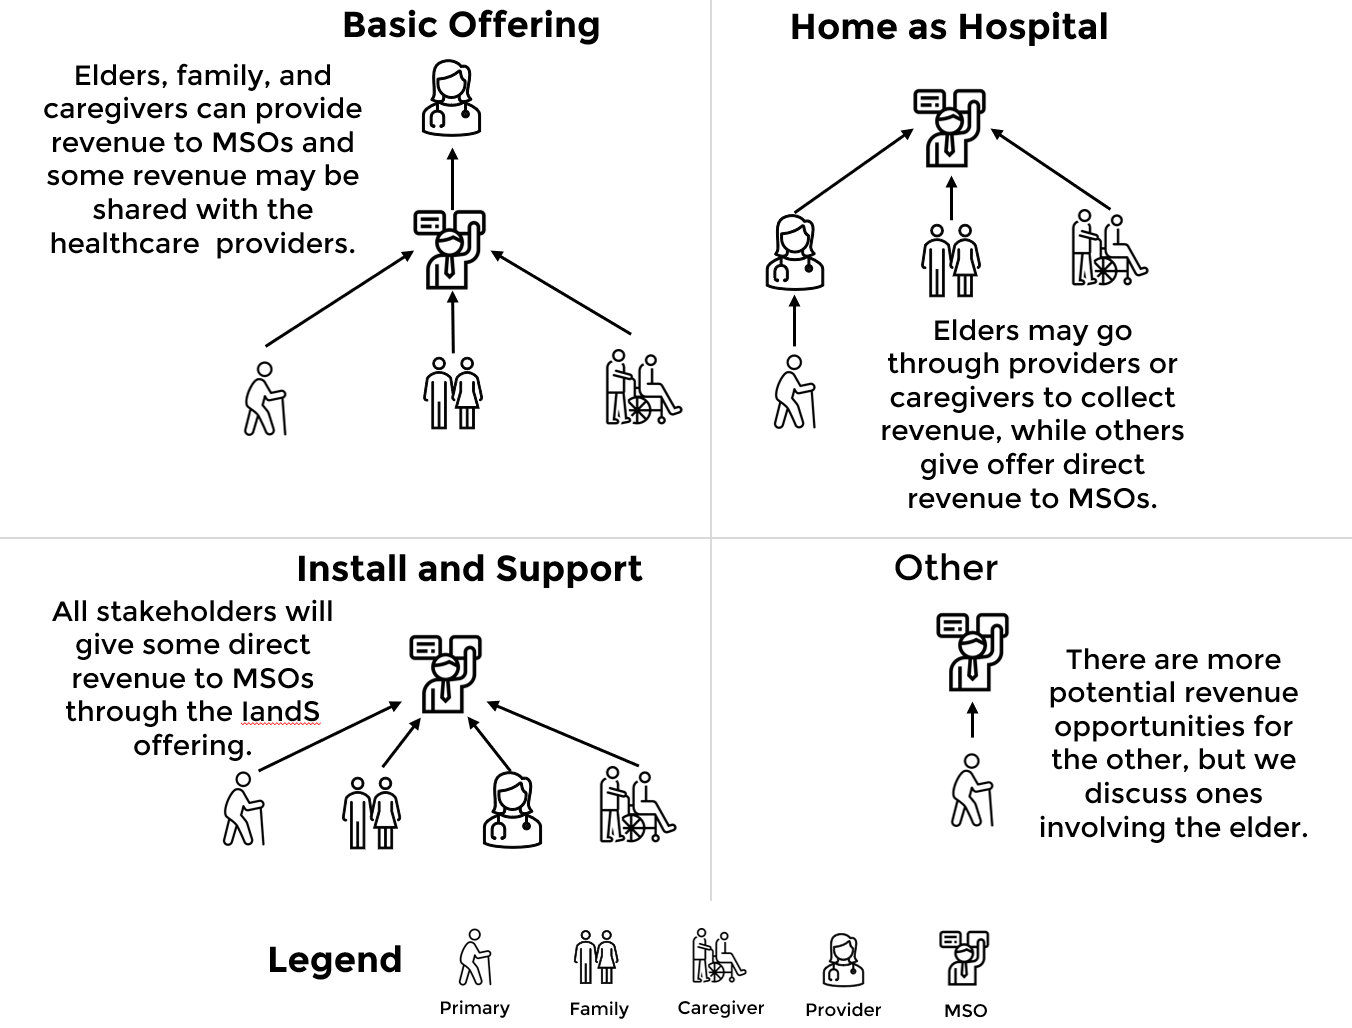 Basic Offering
Elders, family, and
caregivers can provide
revenue to MSOs and
some revenue may be
shared with the
healthcare  providers.
Home as Hospital
Elders may go
through providers or
caregivers to collect
revenue, while others
give offer direct
revenue to MSOs.
Install and Support
All stakeholders will
give some direct
revenue to MSOs
through the IandS
offering.
Other
There are more
potential revenue
opportunities for
the other, but we
discuss ones
involving the elder.
Legend
Primary
Family
Caregiver
Provider
MSO